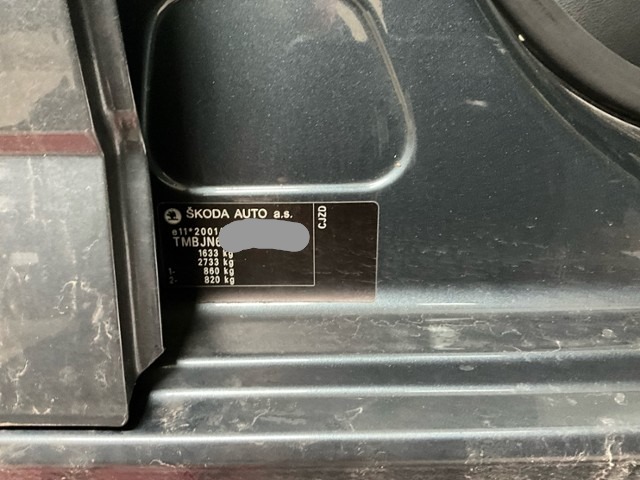 ŠKODA AUTO a.s.
CJZD
e11*2001
TMBJN6
1633 kg
2733 kg
1- 860 kg
2- 820 kg